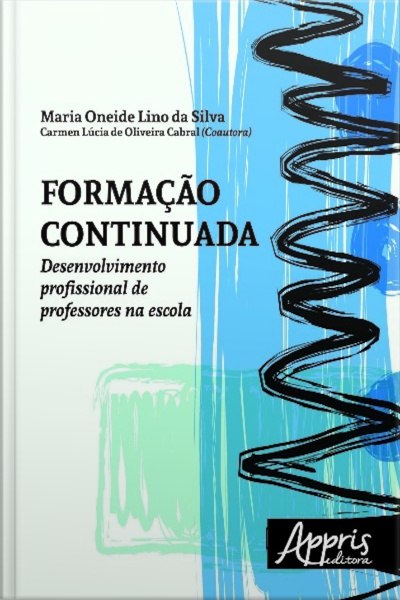 Maria Oneide Lino da Silva
Carmen Lúcia de Oliveira Cabral (Coautora)
FORMAÇÃO
CONTINUADA
Desenvolvimento
profissional de
professores na escola
Appris
editora